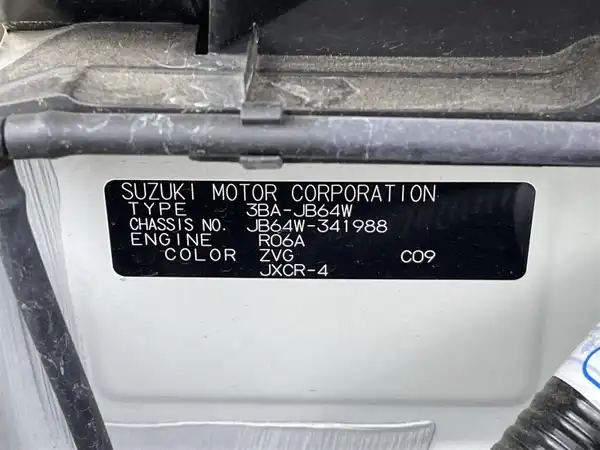 SUZUKI MOTOR CORPORATION
TYPE 3BA-JB64W
CHASSIS NO. JB64W-341988
ENGINE R06A
COLOR ZVG C09
JXCR-4